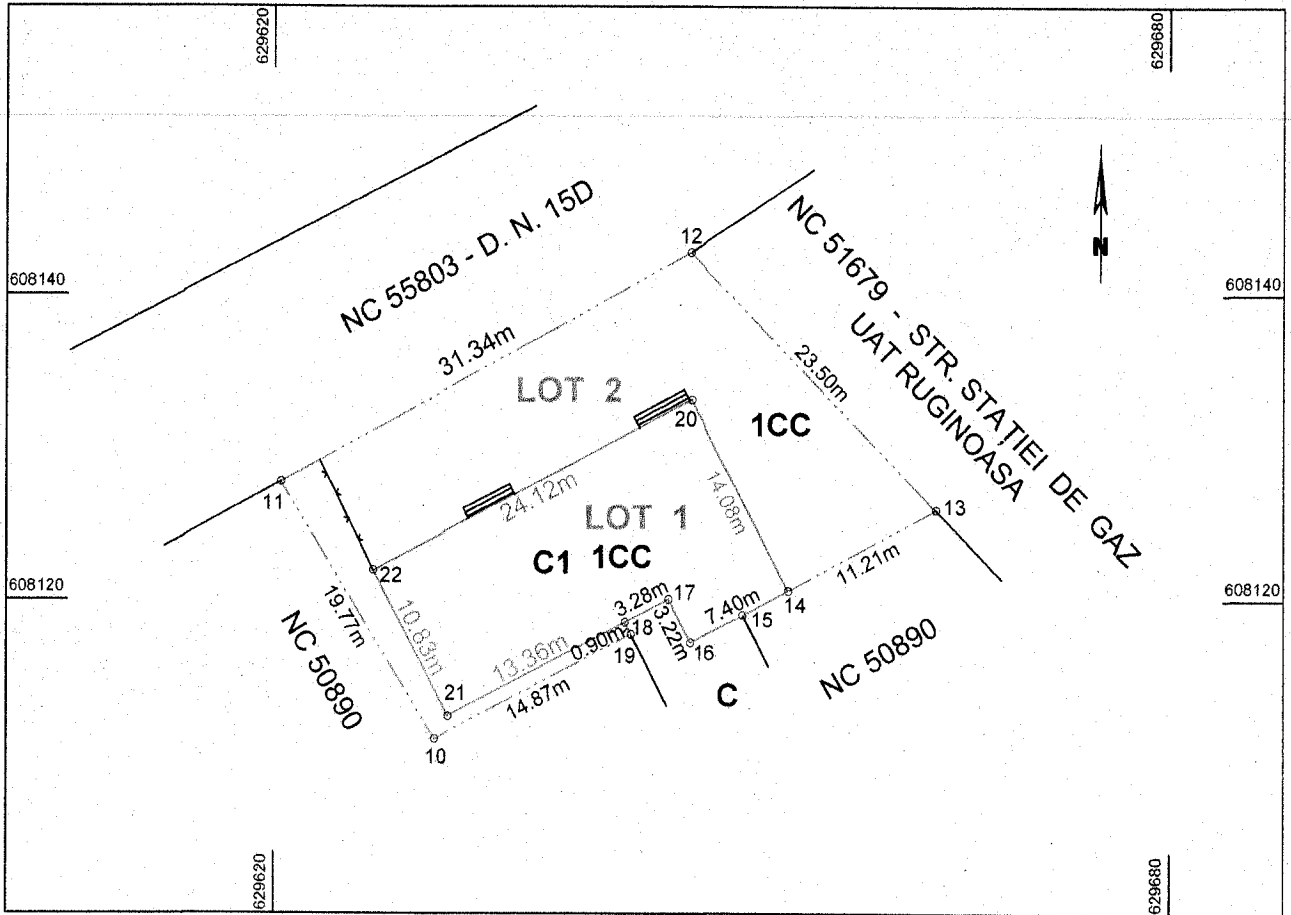 629620
629680
NC 55803 - D. N. 15D
12
NC 51679 - STR. STAȚIEI DE GAZ
UAT RUGINOASA
N
608140
608140
31.34m
23.50m
LOT 2
20
1CC
11
24.12m
14.08m
LOT 1
13
C1 1CC
11.21m
22
608120
608120
19.77m
10.83m
3.28m
17
7.40m
14
15
3.22m
18
0.90m
19
16
13.36m
14.87m
NC 50890
NC 50890
C
21
10
629620
629680